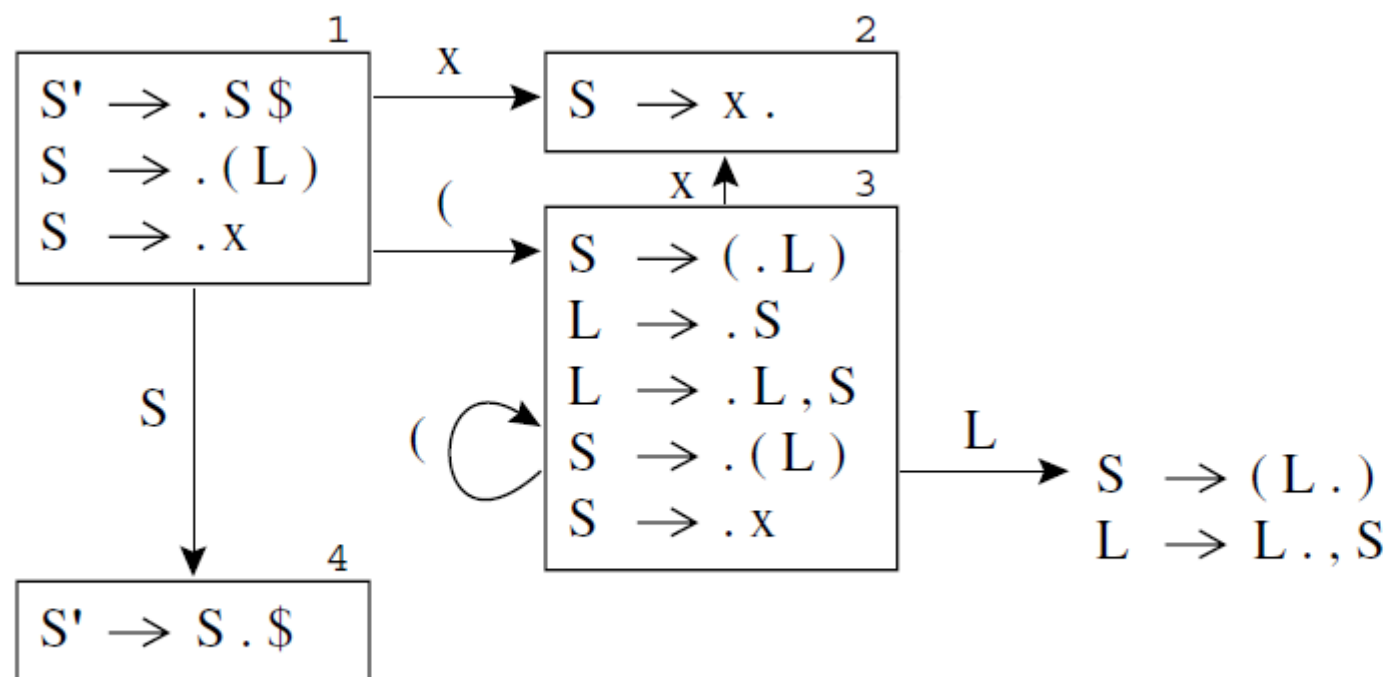 1
S' → . S $
S → . ( L )
S → . x
x
2
S → x .
(
x
3
S → ( . L )
L → . S
L → . L , S
S → . ( L )
S → . x
(
L
S → ( L . )
L → L . , S
S
4
S' → S . $